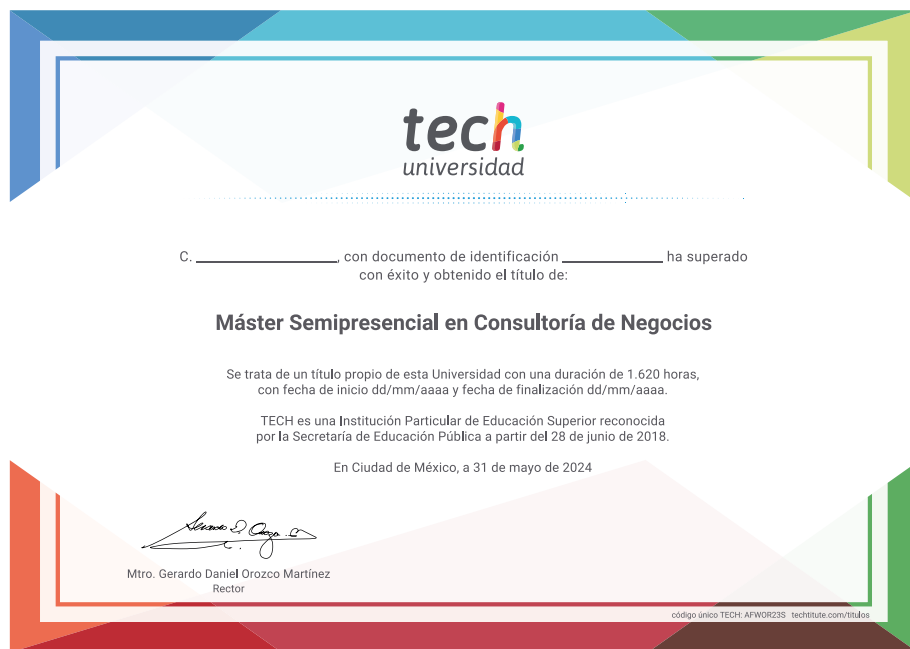 tech
universidad
C. ____________, con documento de identificación ____________ ha superado
con éxito y obtenido el título de:
Máster Semipresencial en Consultoría de Negocios
Se trata de un título propio de esta Universidad con una duración de 1.620 horas,
con fecha de inicio dd/mm/aaaa y fecha de finalización dd/mm/aaaa.
TECH es una Institución Particular de Educación Superior reconocida
por la Secretaría de Educación Pública a partir del 28 de junio de 2018.
En Ciudad de México, a 31 de mayo de 2024
Mtro. Gerardo Daniel Orozco Martínez
Rector
código único TECH: AFWOR23S techtitute.com/titulos